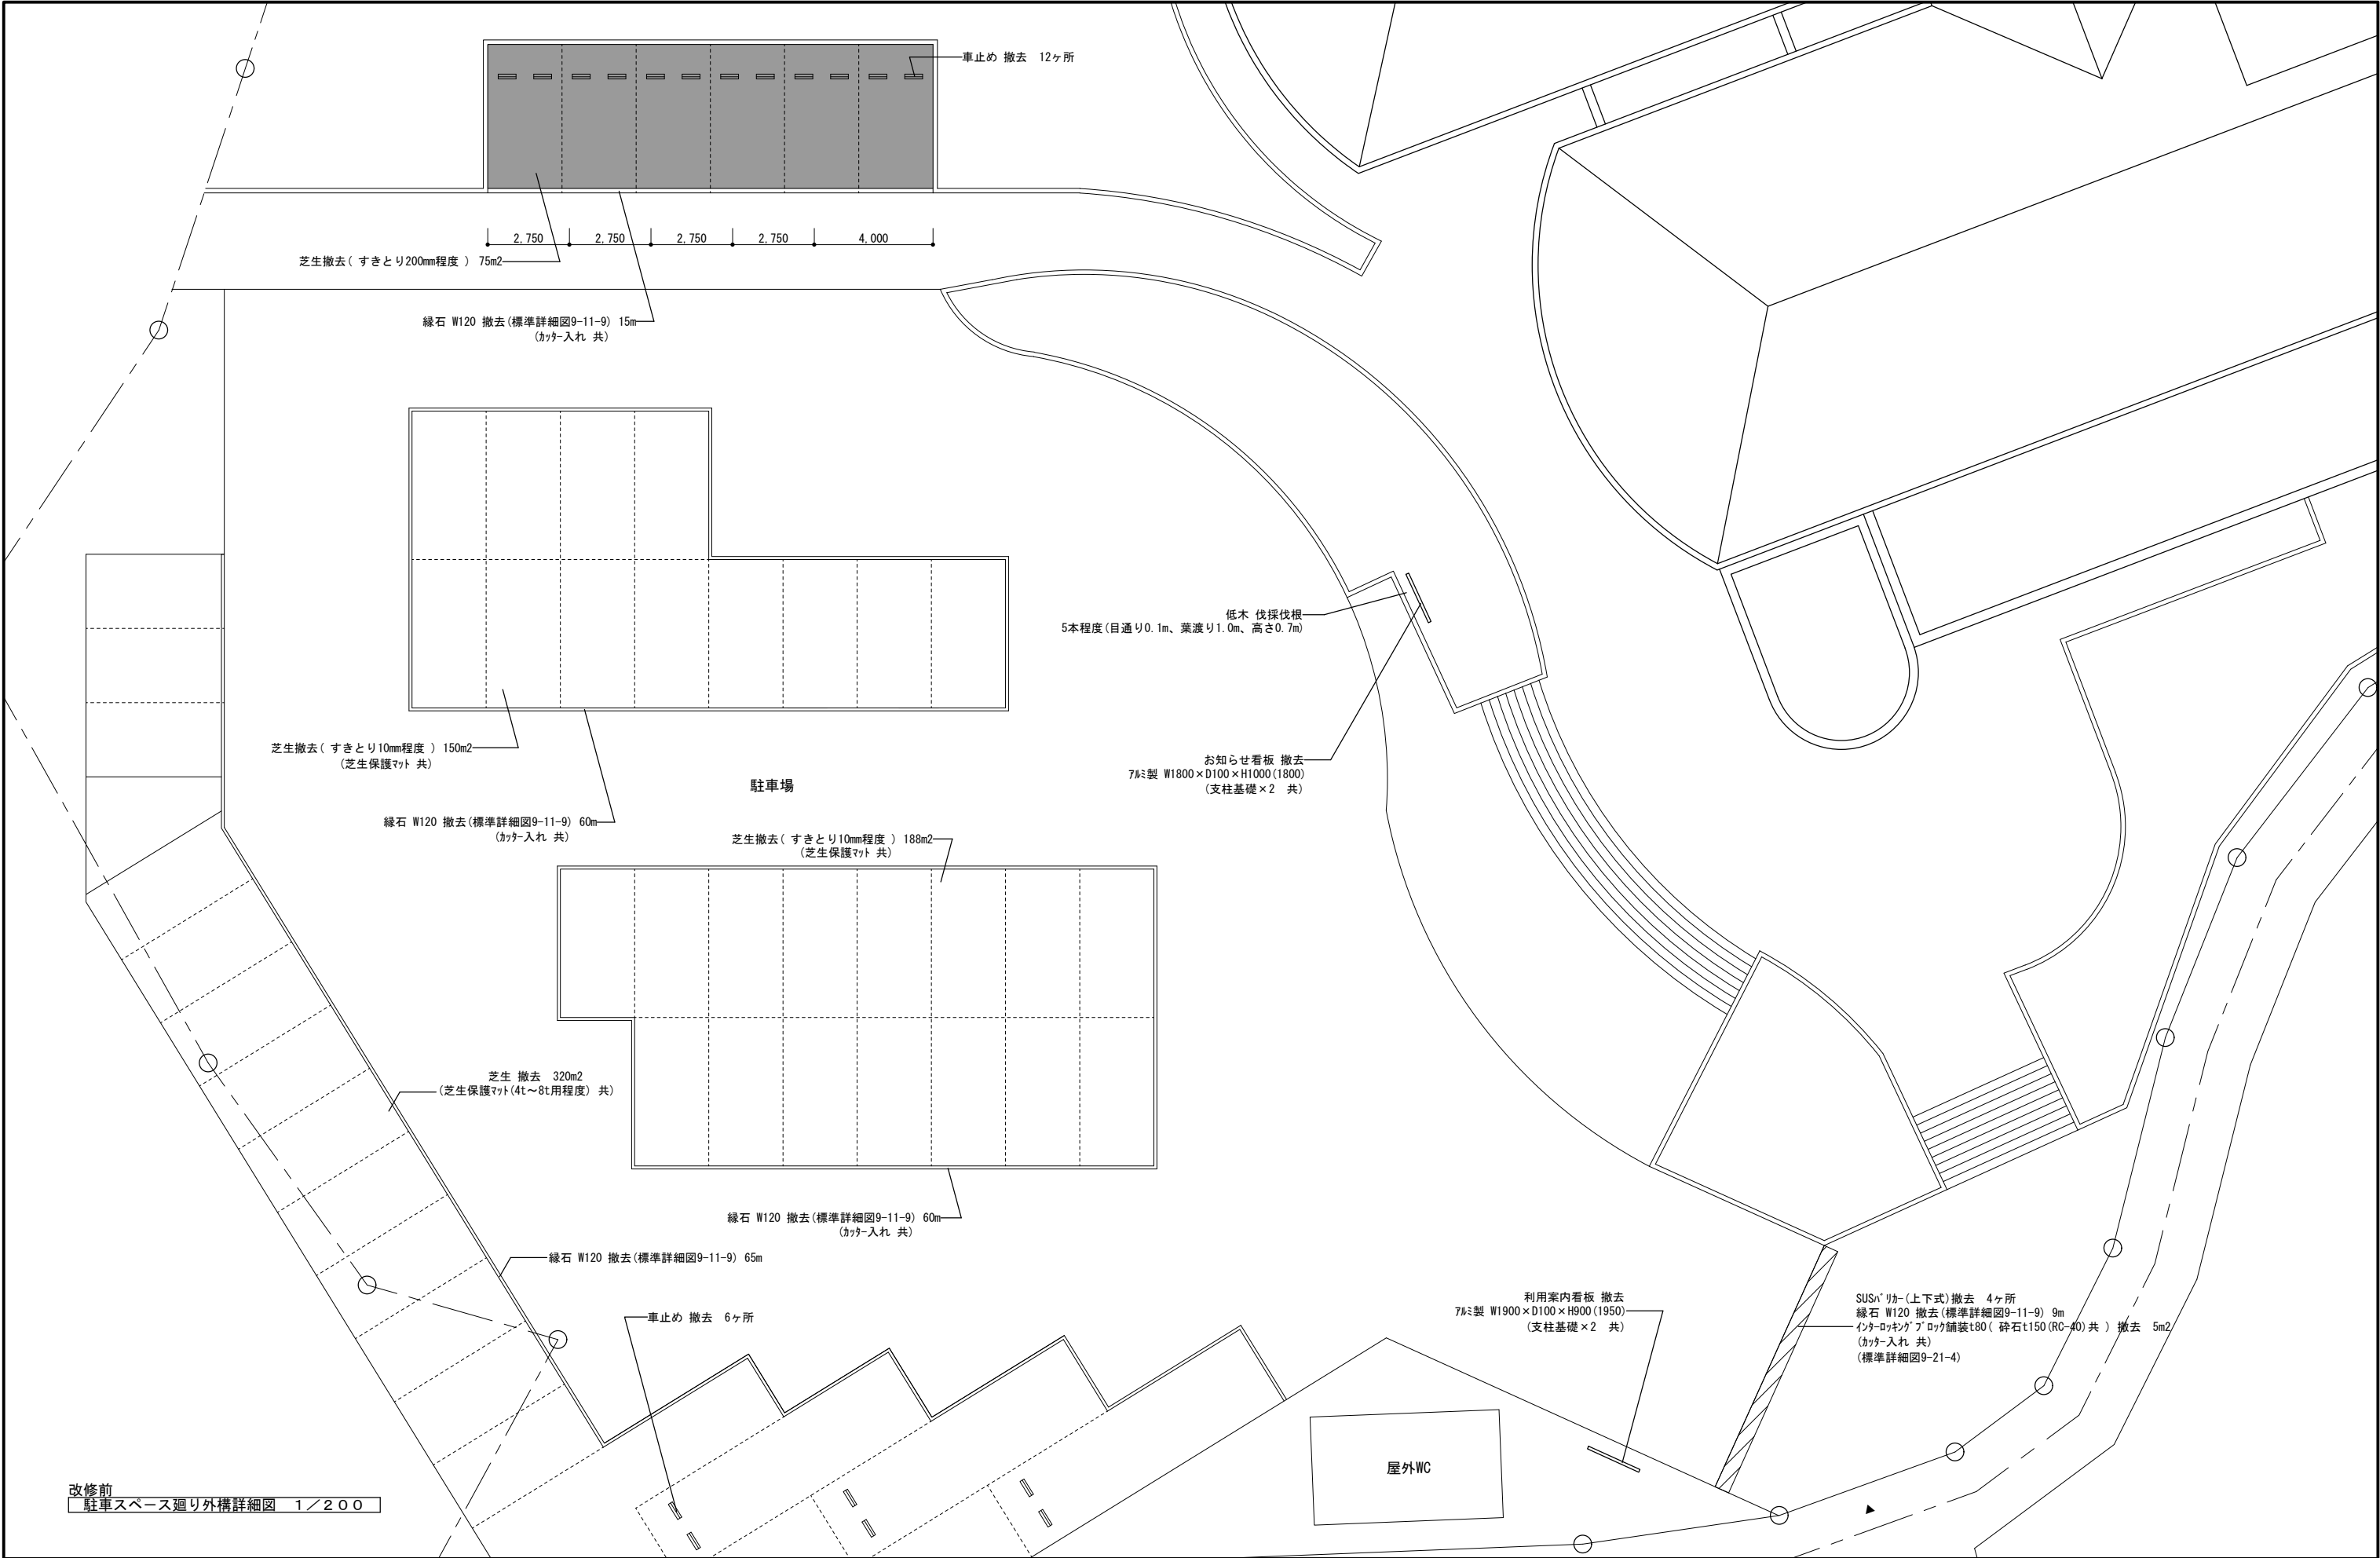 車止め 撤去　12ヶ所
2,750 2,750 2,750 2,750 4,000
芝生撤去( すきとり200mm程度 ) 75m2
縁石 W120 撤去(標準詳細図9-11-9) 15m
(ｶｯﾀｰ入れ 共)
低木 伐採伐根
5本程度(目通り0.1m、葉渡り1.0m、高さ0.7m)
芝生撤去( すきとり10mm程度 ) 150m2
(芝生保護ﾏｯﾄ 共)
お知らせ看板 撤去
ｱﾙﾐ製 W1800×D100×H1000(1800)
(支柱基礎×2　共)
駐車場
縁石 W120 撤去(標準詳細図9-11-9) 60m
(ｶｯﾀｰ入れ 共)
芝生撤去( すきとり10mm程度 ) 188m2
(芝生保護ﾏｯﾄ 共)
芝生 撤去　320m2
(芝生保護ﾏｯﾄ(4t～8t用程度) 共)
縁石 W120 撤去(標準詳細図9-11-9) 60m
(ｶｯﾀｰ入れ 共)
縁石 W120 撤去(標準詳細図9-11-9) 65m
車止め 撤去　6ヶ所
利用案内看板 撤去
ｱﾙﾐ製 W1900×D100×H900(1950)
(支柱基礎×2　共)
SUSﾊﾞﾘｶｰ(上下式)撤去　4ヶ所
縁石 W120 撤去(標準詳細図9-11-9) 9m
ｲﾝﾀｰﾛｯｷﾝｸﾞﾌﾞﾛｯｸ舗装t80( 砕石t150(RC-40)共 ) 撤去　5m2
(ｶｯﾀｰ入れ 共)
(標準詳細図9-21-4)
屋外WC
改修前
駐車スペース廻り外構詳細図　１／２００